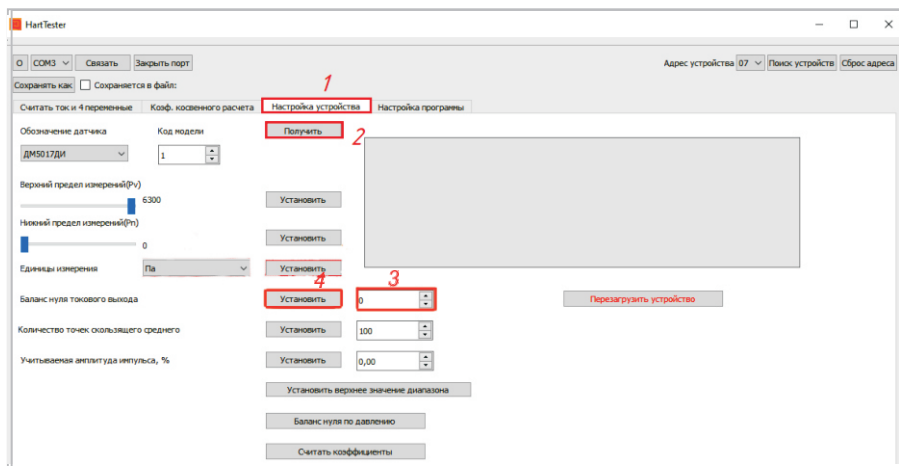 HartTester
О COM3 Связать Закрыть порт Адрес устройства 07 Поиск устройств Сброс адреса
Сохранять как Сохраняется в файл:
1
Считать ток и 4 переменные Коэф. косвенного расчета Настройка устройства Настройка программы
Обозначение датчика Код модели Получить 2
ДМ5017ДИ 1
Верхний предел измерений(Pv)
6300 Установить
Нижний предел измерений(Pn)
0 Установить
Единицы измерения Па Установить
4 3
Баланс нуля токового выхода Установить 0 Перезагрузить устройство
Количество точек скользящего среднего Установить 100
Учитываемая амплитуда импульса, % Установить 0,00
Установить верхнее значение диапазона
Баланс нуля по давлению
Считать коэффициенты